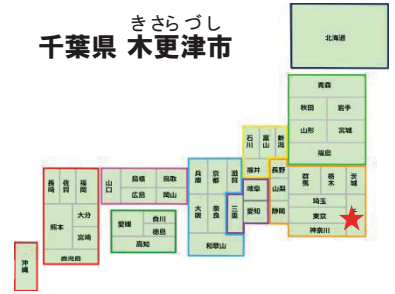 きさらづし
千葉県 木更津市
北海道
青森
秋田 岩手
山形 宮城
福島
石川 富山 新潟
福井 長野
岐阜 山梨
愛知 静岡
群馬 栃木 茨城
埼玉
東京
神奈川
兵庫 京都 滋賀
大阪 奈良 三重
和歌山
山口 島根 鳥取
広島 岡山
愛媛 香川
徳島
高知
長崎 佐賀 福岡
大分
熊本
宮崎
鹿児島
沖縄